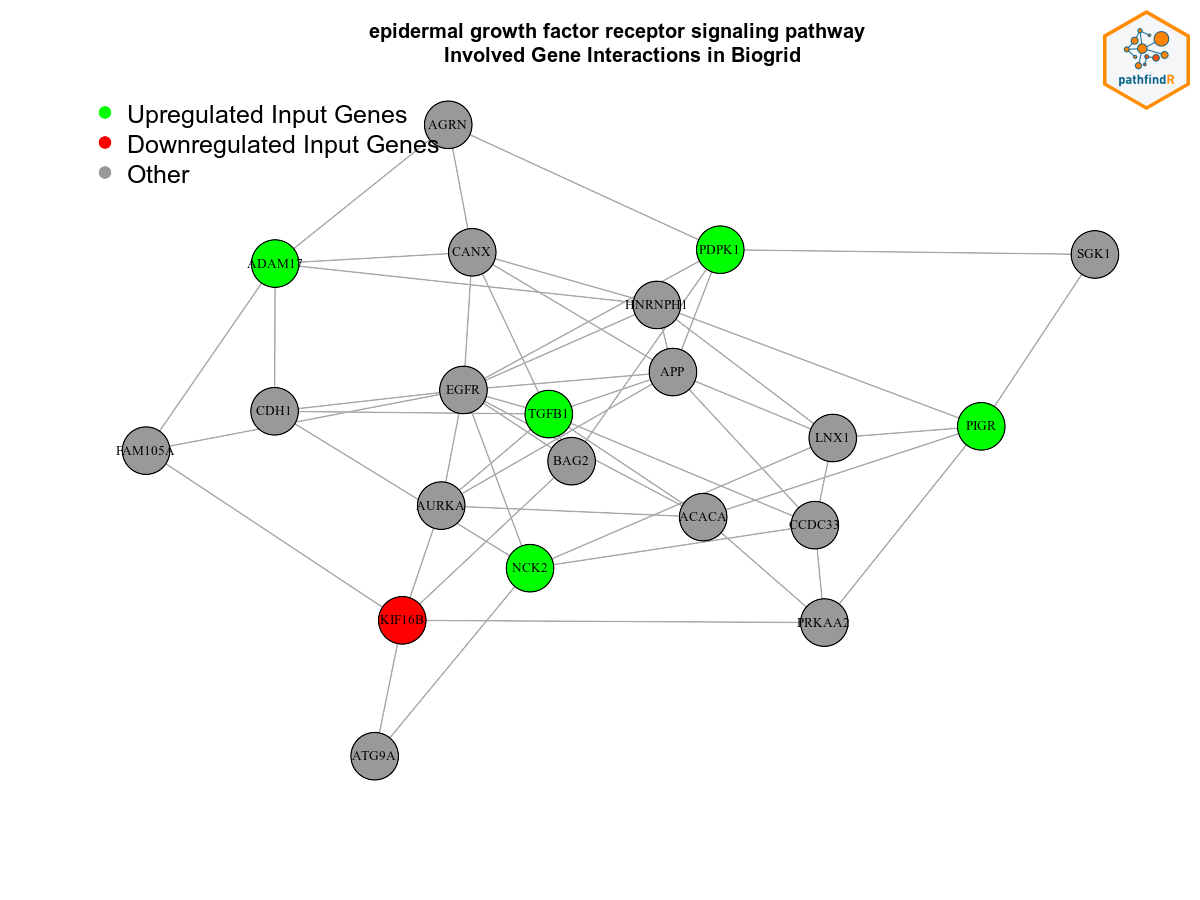 epidermal growth factor receptor signaling pathway
Involved Gene Interactions in Biogrid
pathfindR
Upregulated Input Genes
Downregulated Input Genes
Other
AGRN
ADAM17
CANX
PDPK1
SGK1
HNRNPH1
APP
EGFR
CDH1
TGFB1
PIGR
LNX1
FAM105A
BAG2
AURKA
ACACA
CCDC33
NCK2
KIF16B
PRKAA2
ATG9A